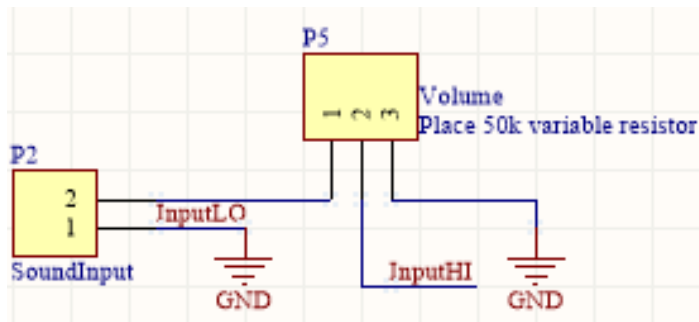 P5
1 2 3
Volume
Place 50k variable resistor
P2
2
InputLO
1
SoundInput
GND
InputHI
GND